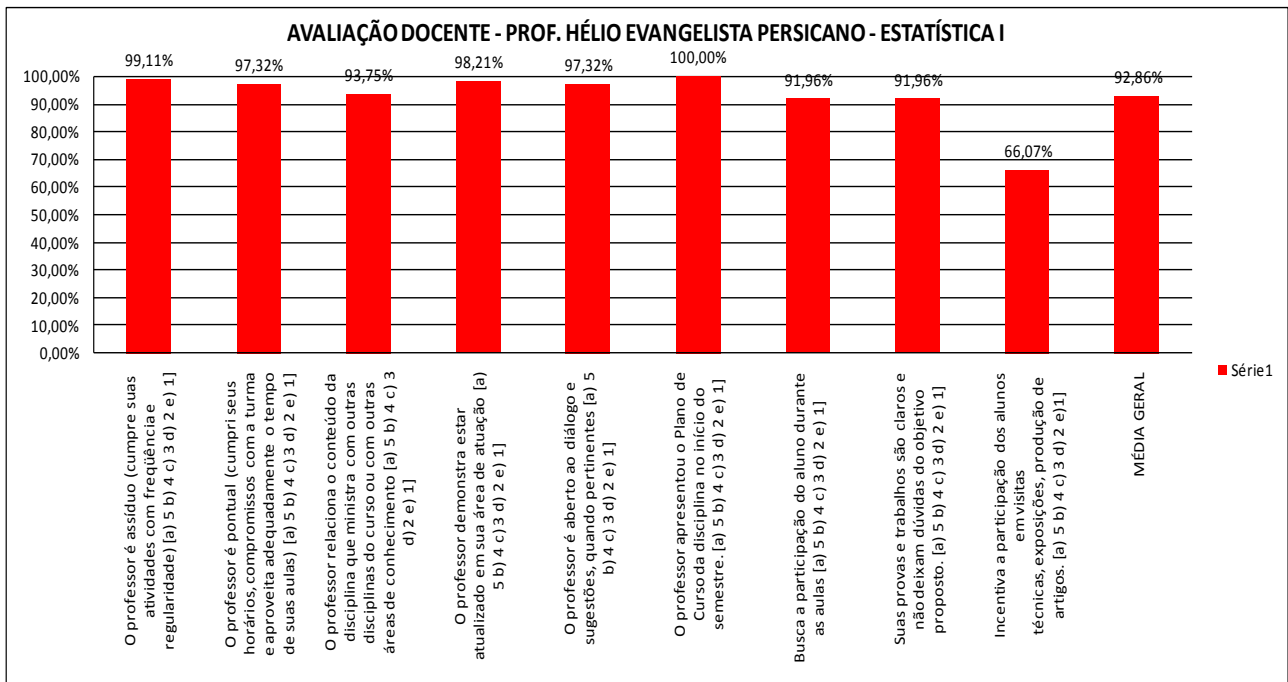 AVALIAÇÃO DOCENTE - PROF. HÉLIO EVANGELISTA PERSICANO - ESTATÍSTICA I
99,11%
97,32%
93,75%
98,21%
97,32%
100,00%
91,96%
91,96%
66,07%
92,86%
100,00%
90,00%
80,00%
70,00%
60,00%
50,00%
40,00%
30,00%
20,00%
10,00%
0,00%
O professor é assíduo (cumpre suas
atividades com freqüência e
regularidade) [a) 5 b) 4 c) 3 d) 2 e) 1]
O professor é pontual (cumpri seus
horários, compromissos com a turma
e aproveita adequadamente o tempo
de suas aulas) [a) 5 b) 4 c) 3 d) 2 e) 1]
O professor relaciona o conteúdo da
disciplina que ministra com outras
disciplinas do curso ou com outras
áreas de conhecimento [a) 5 b) 4 c) 3
d) 2 e) 1]
O professor demonstra estar
atualizado em sua área de atuação [a)
5 b) 4 c) 3 d) 2 e) 1]
O professor é aberto ao diálogo e
sugestões, quando pertinentes [a) 5
b) 4 c) 3 d) 2 e) 1]
O professor apresentou o Plano de
Curso da disciplina no início do
semestre. [a) 5 b) 4 c) 3 d) 2 e) 1]
Busca a participação do aluno durante
as aulas [a) 5 b) 4 c) 3 d) 2 e) 1]
Suas provas e trabalhos são claros e
não deixam dúvidas do objetivo
proposto. [a) 5 b) 4 c) 3 d) 2 e) 1]
Incentiva a participação dos alunos
em visitas
técnicas, exposições, produção de
artigos. [a) 5 b) 4 c) 3 d) 2 e) 1]
MÉDIA GERAL
Série1